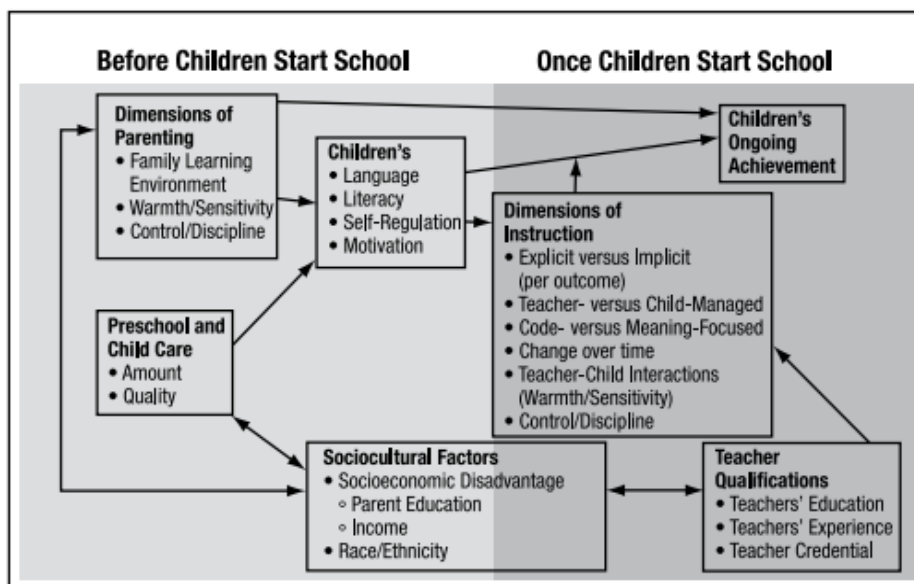 Before Children Start School
Once Children Start School
Dimensions of
Parenting
• Family Learning
Environment
• Warmth/Sensitivity
• Control/Discipline
Children's
• Language
• Literacy
• Self-Regulation
• Motivation
Children's
Ongoing
Achievement
Preschool and
Child Care
• Amount
• Quality
Dimensions of
Instruction
• Explicit versus Implicit
(per outcome)
• Teacher- versus Child-Managed
• Code- versus Meaning-Focused
• Change over time
• Teacher-Child Interactions
(Warmth/Sensitivity)
• Control/Discipline
Sociocultural Factors
• Socioeconomic Disadvantage
◦ Parent Education
◦ Income
• Race/Ethnicity
Teacher
Qualifications
• Teachers' Education
• Teachers' Experience
• Teacher Credential